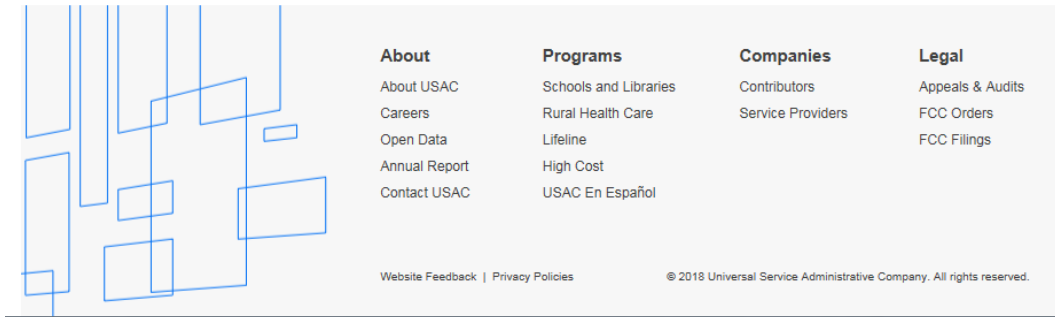 About
About USAC
Careers
Open Data
Annual Report
Contact USAC
Programs
Schools and Libraries
Rural Health Care
Lifeline
High Cost
USAC En Español
Companies
Contributors
Service Providers
Legal
Appeals & Audits
FCC Orders
FCC Filings
Website Feedback | Privacy Policies
© 2018 Universal Service Administrative Company. All rights reserved.